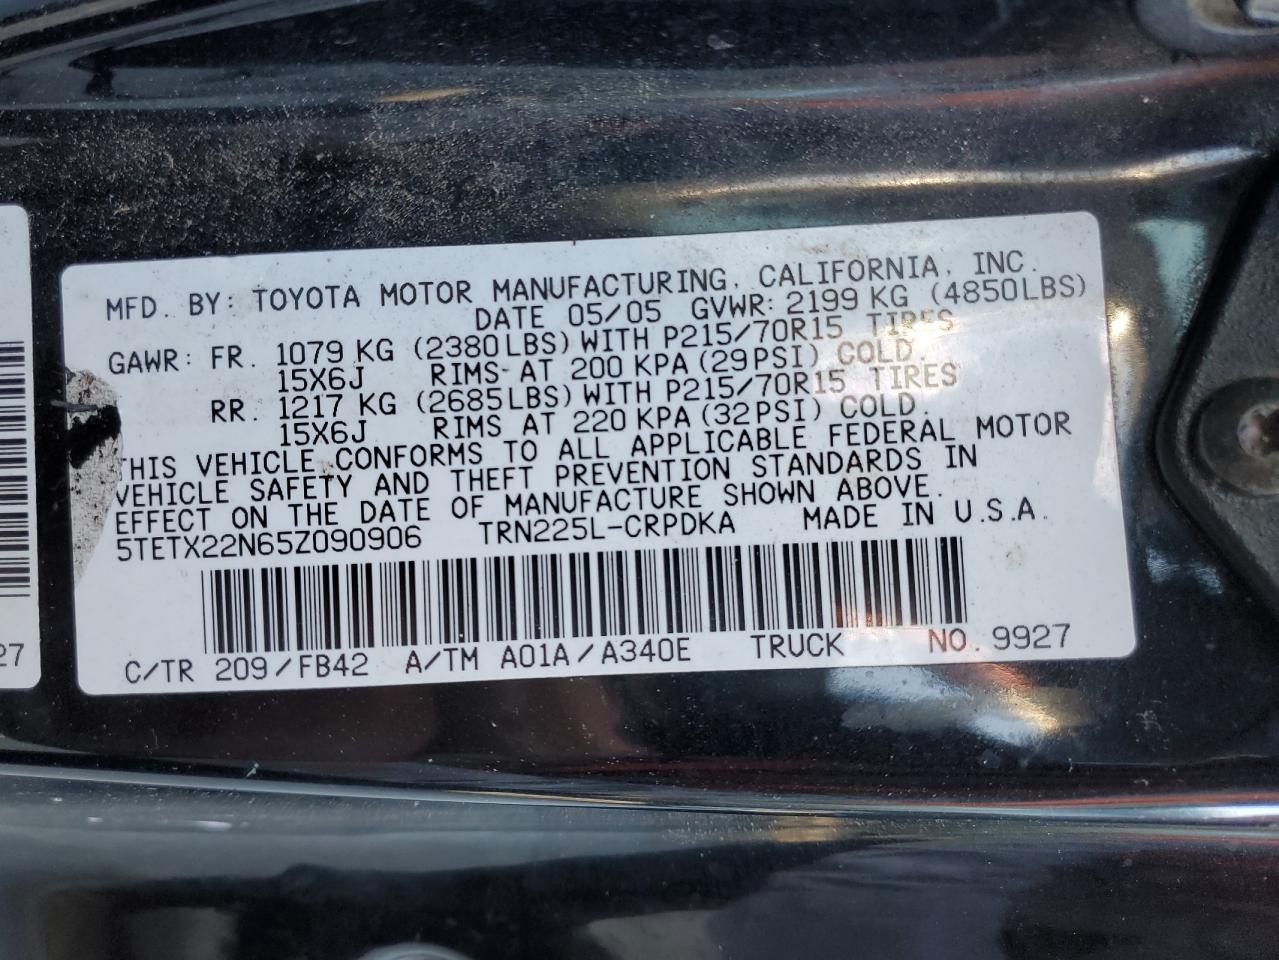 MFD. BY: TOYOTA MOTOR MANUFACTURING, CALIFORNIA, INC.
DATE 05/05 GVWR: 2199 KG (4850LBS)
GAWR: FR. 1079 KG (2380LBS) WITH P215/70R15 TIRES
15X6J RIMS AT 200 KPA (29PSI) COLD.
RR. 1217 KG (2685LBS) WITH P215/70R15 TIRES
15X6J RIMS AT 220 KPA (32PSI) COLD.
THIS VEHICLE CONFORMS TO ALL APPLICABLE FEDERAL MOTOR
VEHICLE SAFETY AND THEFT PREVENTION STANDARDS IN
EFFECT ON THE DATE OF MANUFACTURE SHOWN ABOVE.
5TETX22N65Z090906 TRN225L-CRPDKA MADE IN U.S.A.
C/TR 209/FB42 A/TM A01A/A340E TRUCK NO. 9927
27